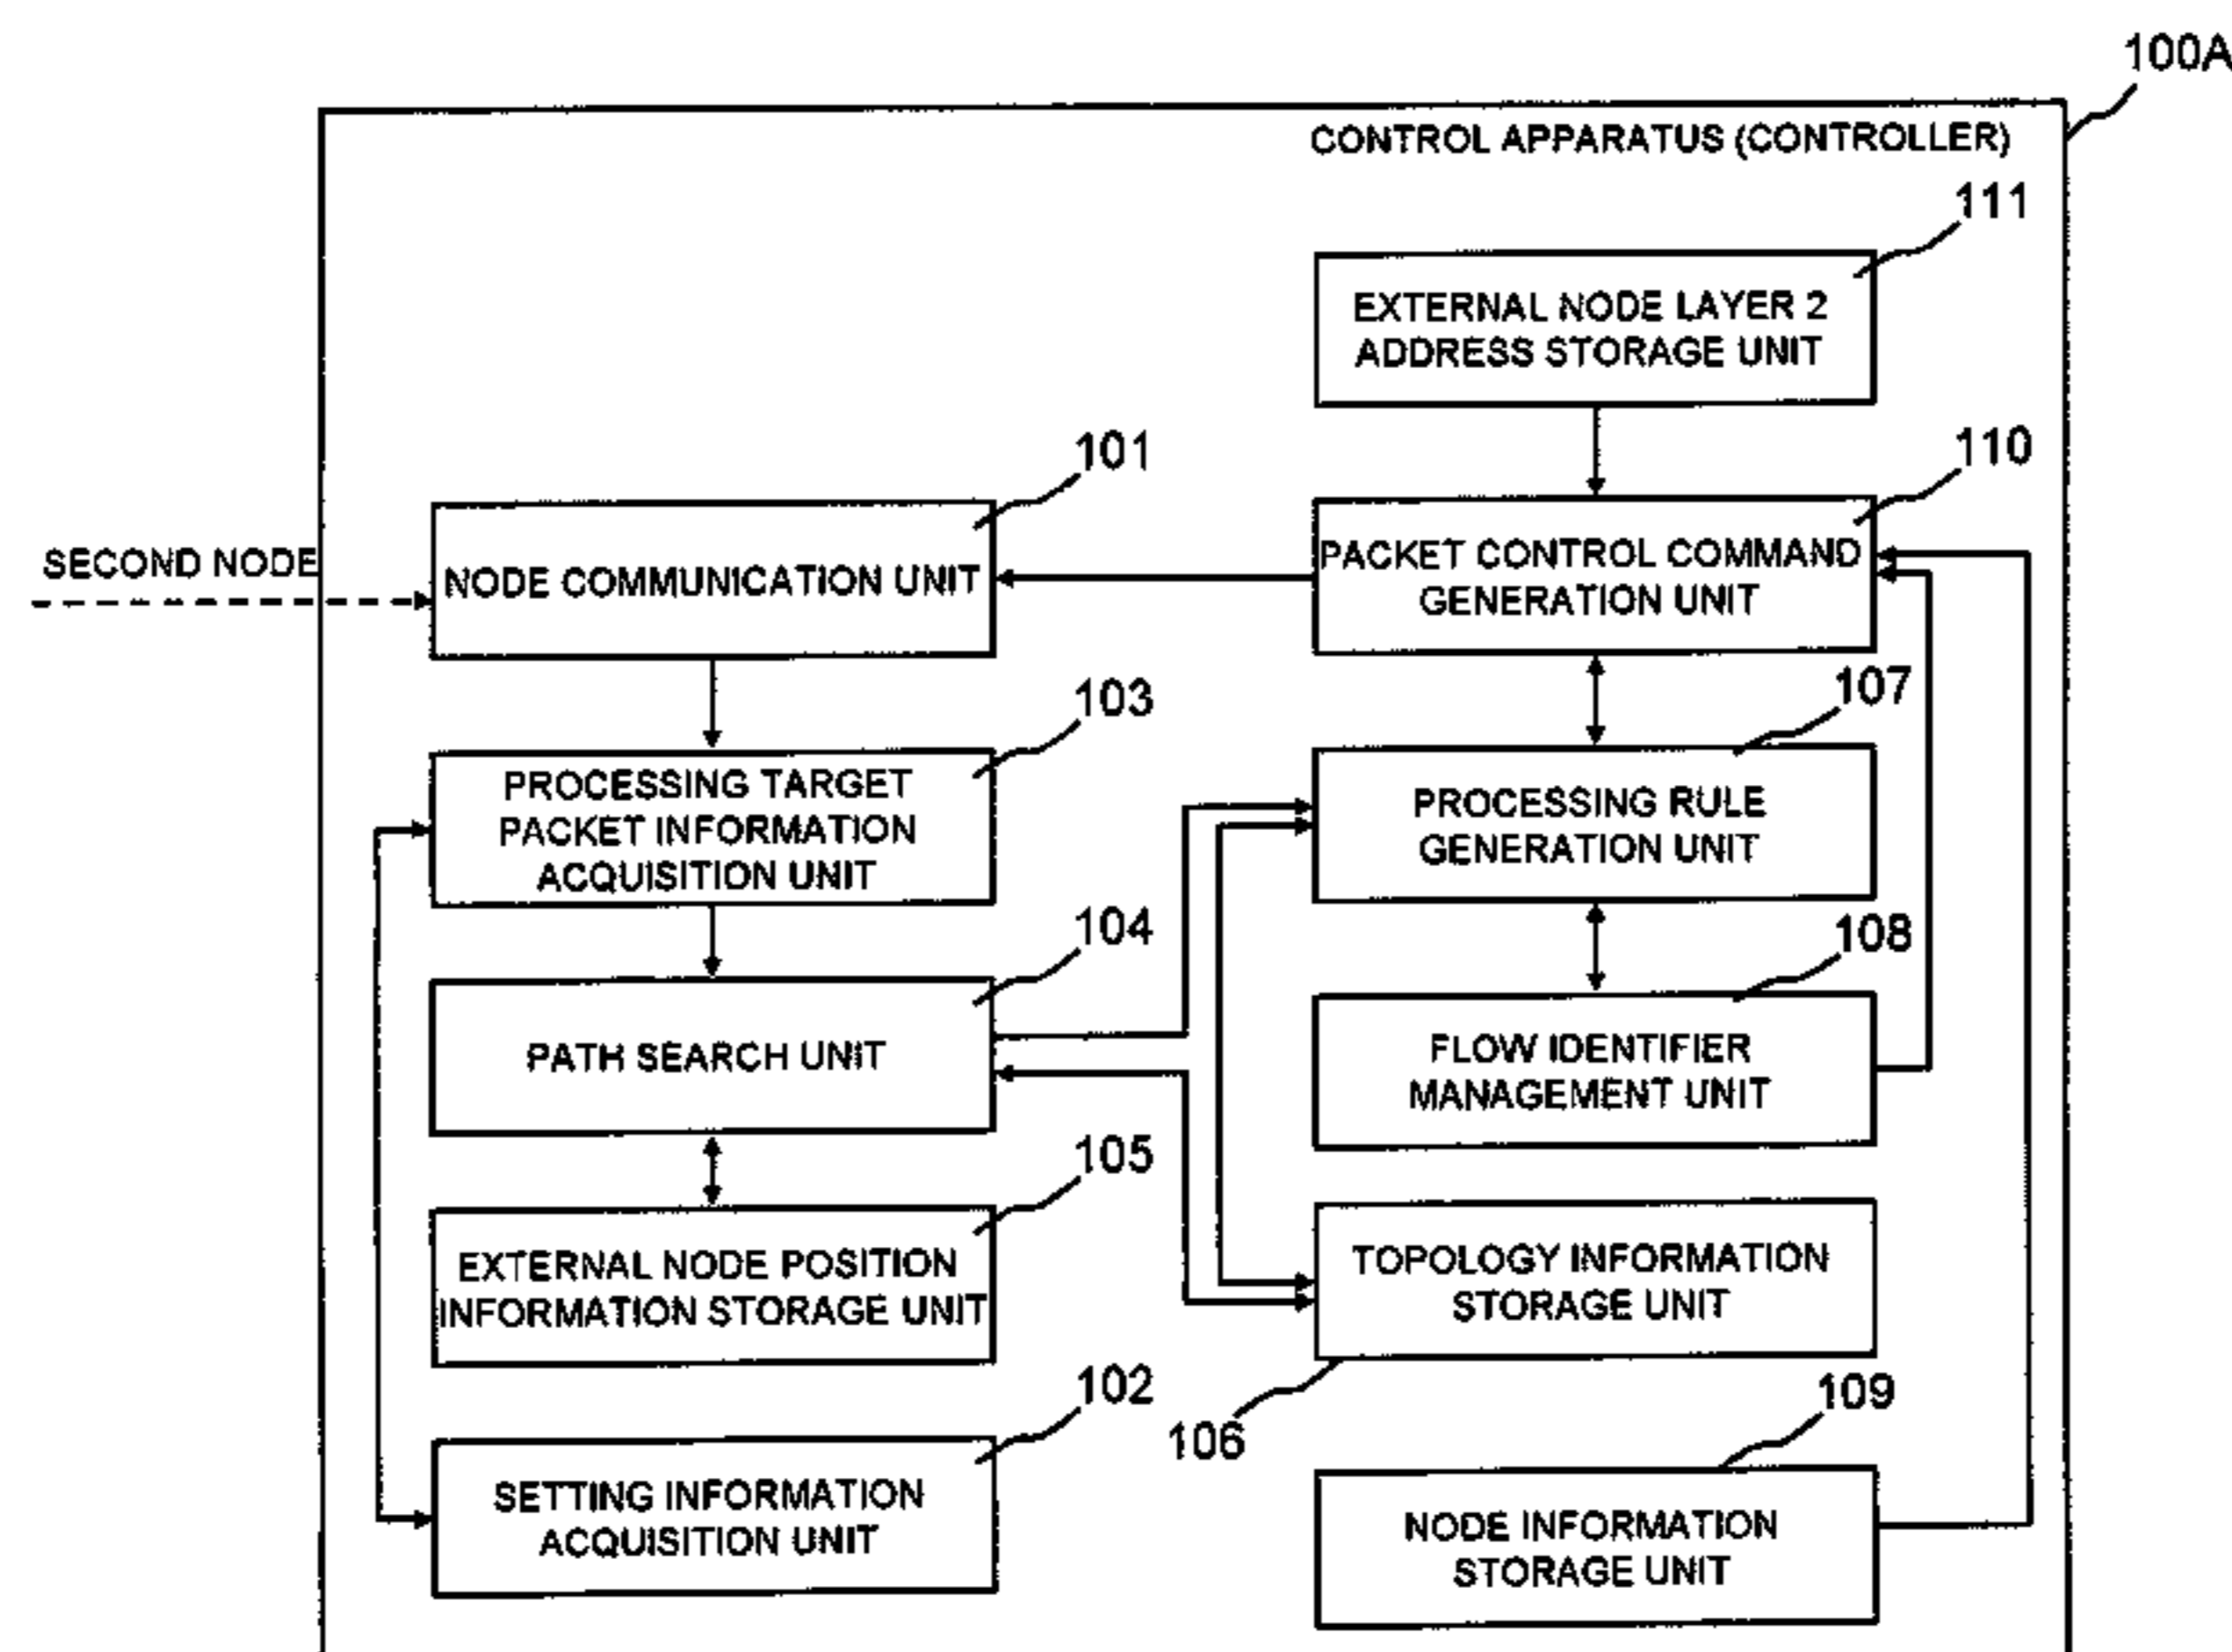 100A
CONTROL APPARATUS (CONTROLLER)
111
EXTERNAL NODE LAYER 2
ADDRESS STORAGE UNIT
101
110
SECOND NODE
NODE COMMUNICATION UNIT
PACKET CONTROL COMMAND
GENERATION UNIT
103
107
PROCESSING TARGET
PACKET INFORMATION
ACQUISITION UNIT
PROCESSING RULE
GENERATION UNIT
104
108
PATH SEARCH UNIT
FLOW IDENTIFIER
MANAGEMENT UNIT
105
EXTERNAL NODE POSITION
INFORMATION STORAGE UNIT
TOPOLOGY INFORMATION
STORAGE UNIT
102
106
109
SETTING INFORMATION
ACQUISITION UNIT
NODE INFORMATION
STORAGE UNIT